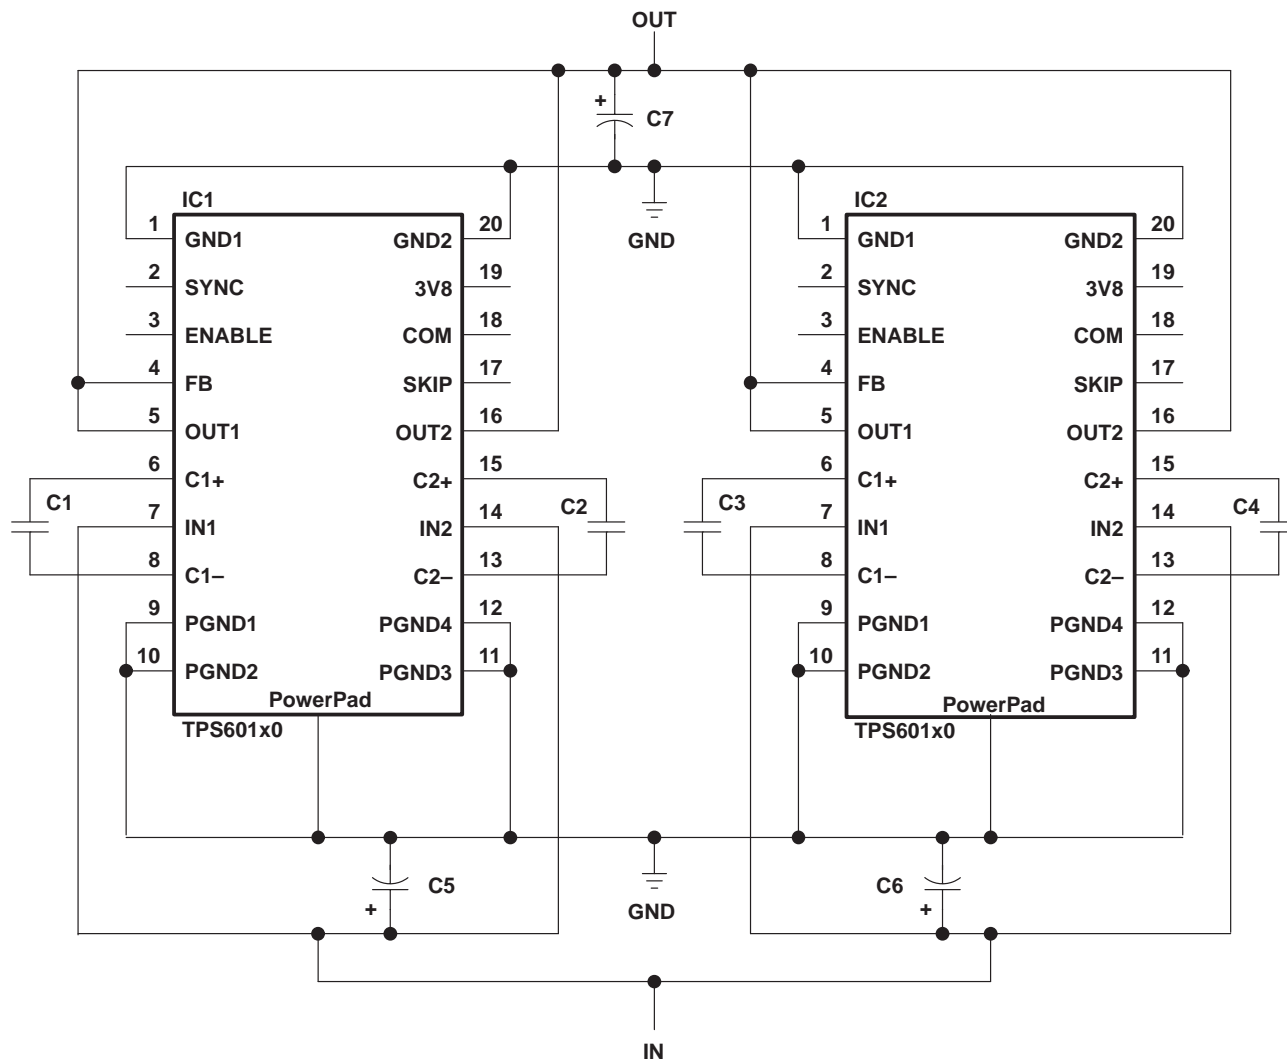 OUT
+
C7
IC1
IC2
GND
1 GND1 GND2 20
2 SYNC 3V8 19
3 ENABLE COM 18
4 FB SKIP 17
5 OUT1 OUT2 16
6 C1+ C2+ 15
7 IN1 IN2 14
8 C1– C2– 13
9 PGND1 PGND4 12
10 PGND2 PGND3 11
PowerPad
TPS601x0
C1
C2
1 GND1 GND2 20
2 SYNC 3V8 19
3 ENABLE COM 18
4 FB SKIP 17
5 OUT1 OUT2 16
6 C1+ C2+ 15
7 IN1 IN2 14
8 C1– C2– 13
9 PGND1 PGND4 12
10 PGND2 PGND3 11
PowerPad
TPS601x0
C3
C4
C5
+
GND
C6
+
IN